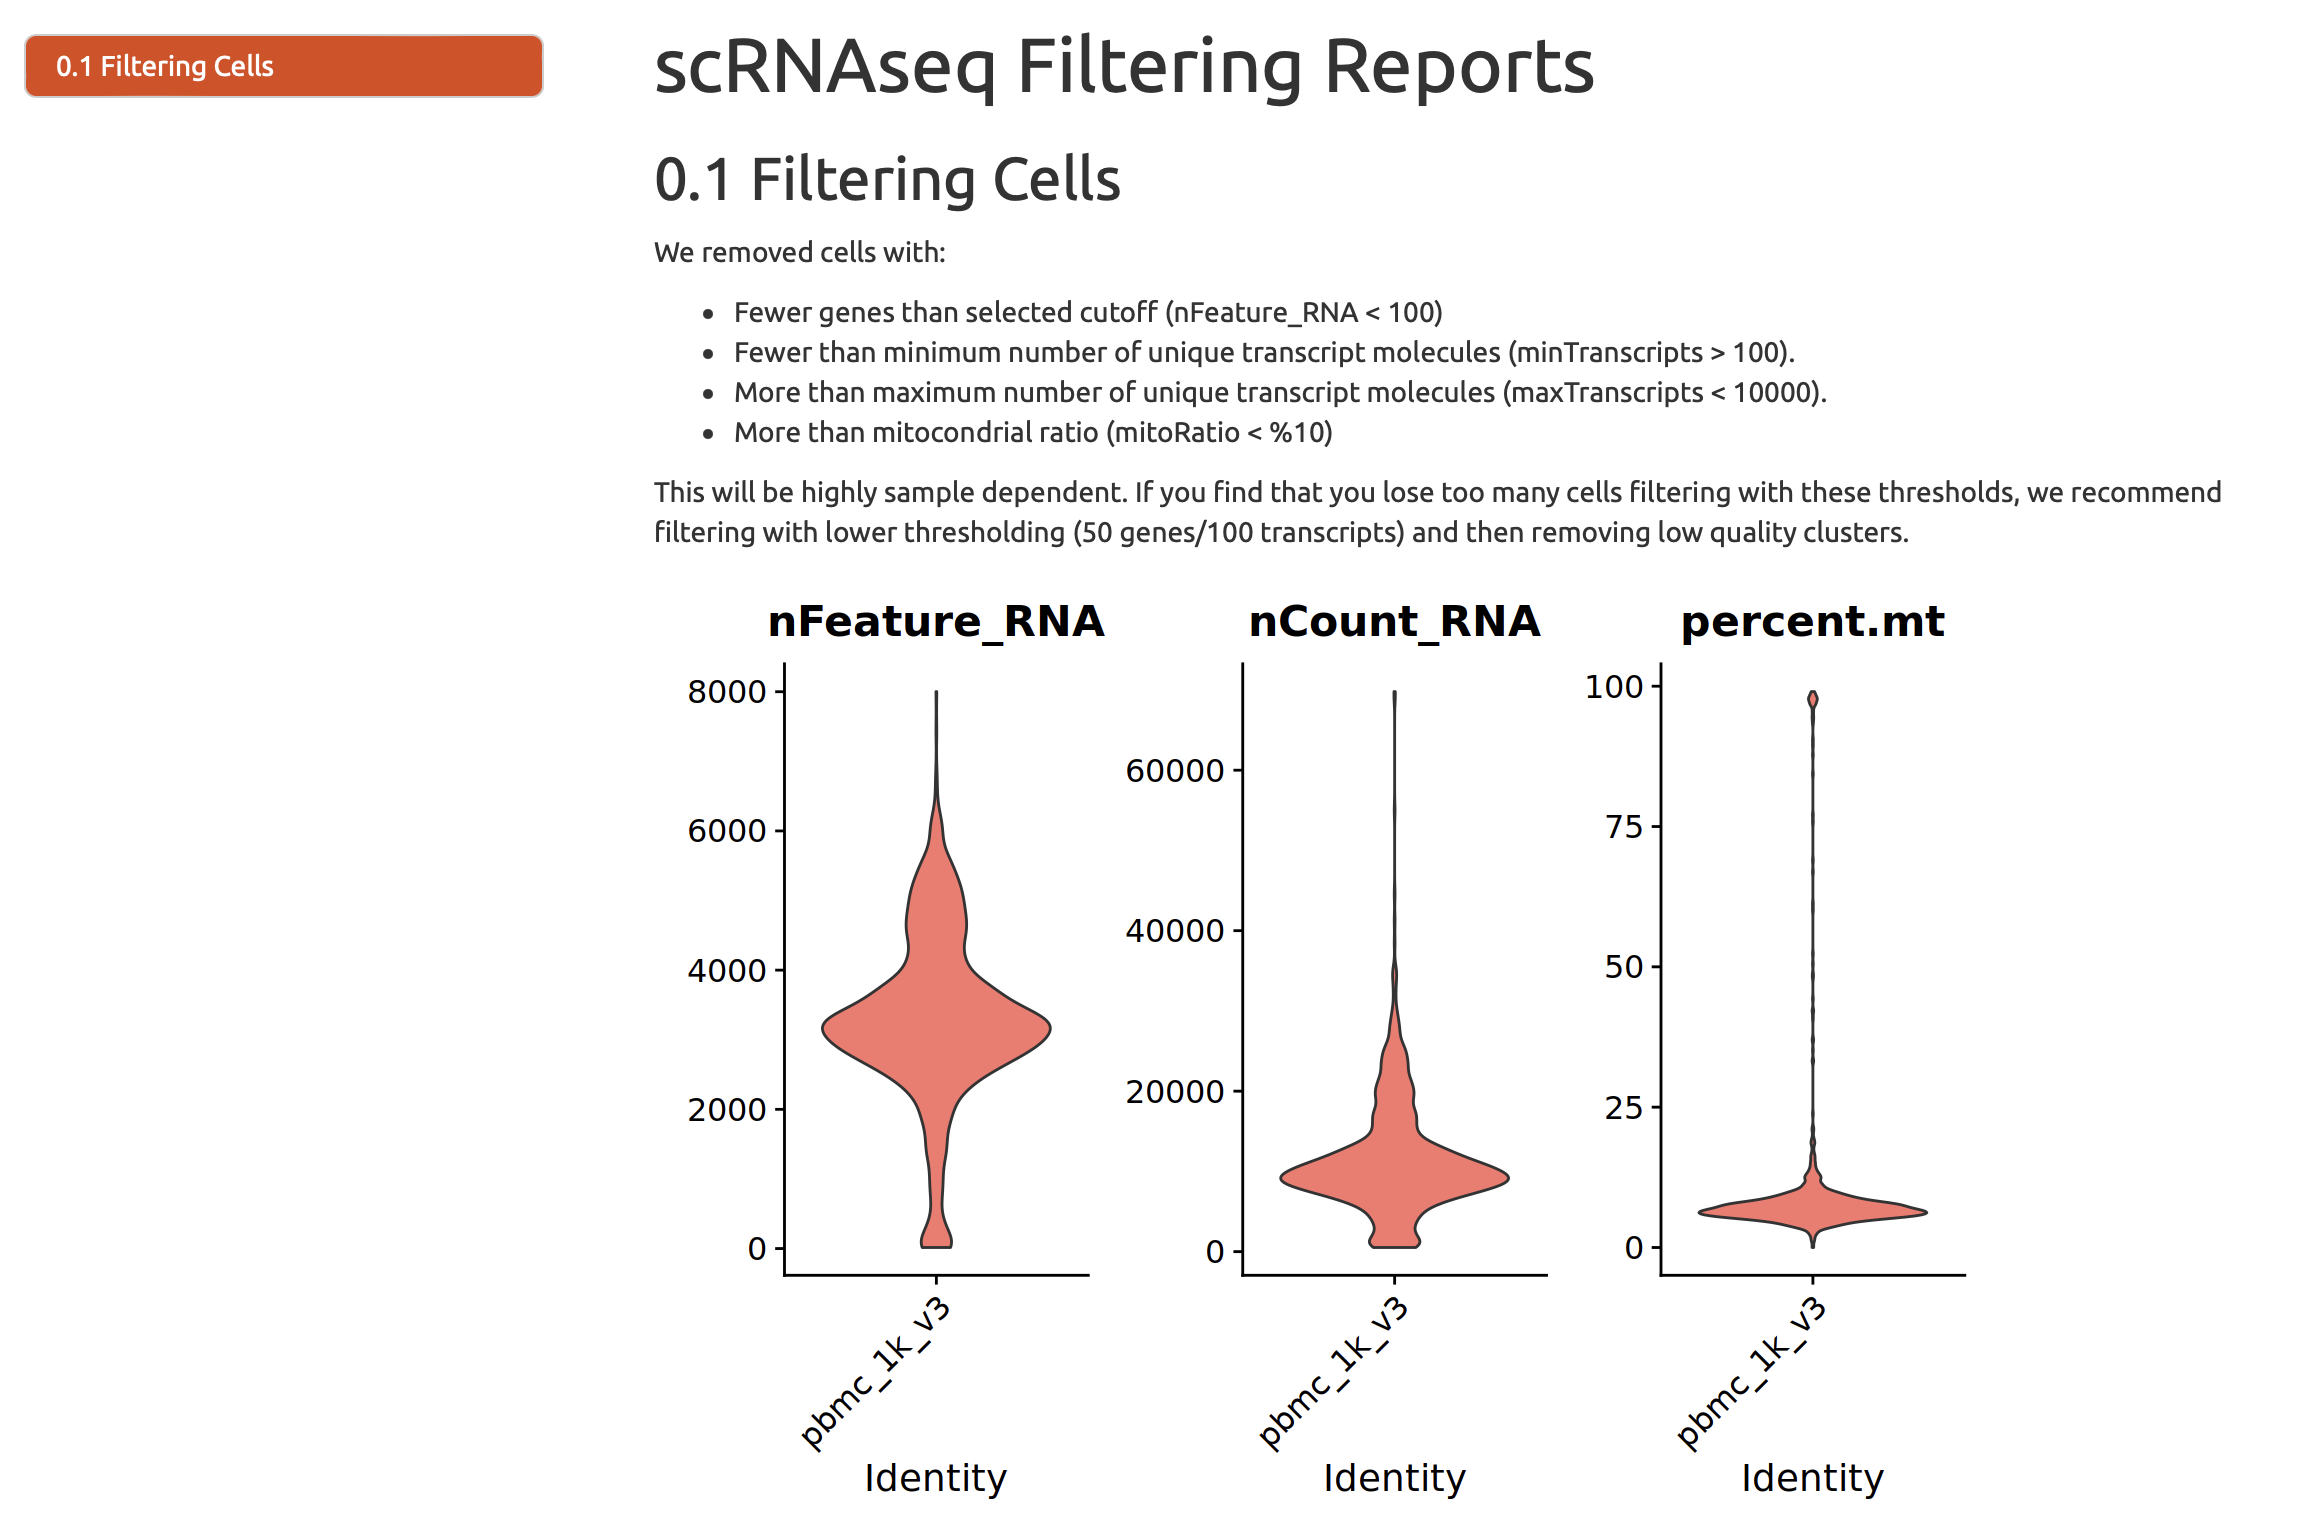 0.1 Filtering Cells
scRNAseq Filtering Reports
0.1 Filtering Cells
We removed cells with:
• Fewer genes than selected cutoff (nFeature_RNA < 100)
• Fewer than minimum number of unique transcript molecules (minTranscripts > 100).
• More than maximum number of unique transcript molecules (maxTranscripts < 10000).
• More than mitocondrial ratio (mitoRatio < %10)
This will be highly sample dependent. If you find that you lose too many cells filtering with these thresholds, we recommend
filtering with lower thresholding (50 genes/100 transcripts) and then removing low quality clusters.
nFeature_RNA
8000
6000
4000
2000
0
pbmc_1k_v3
Identity
nCount_RNA
60000
40000
20000
0
pbmc_1k_v3
Identity
percent.mt
100
75
50
25
0
pbmc_1k_v3
Identity